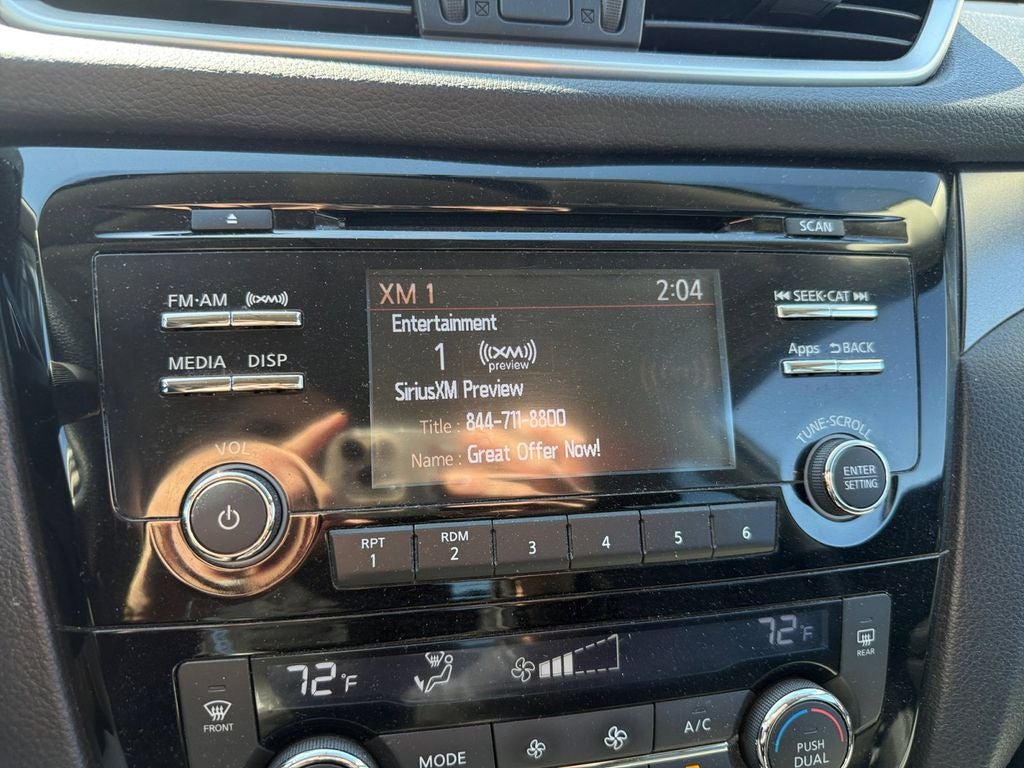 SCAN
FM·AM ((XM))
MEDIA DISP
VOL
XM 1 2:04
Entertainment
1 ((XM))
preview
SiriusXM Preview
Title : 844-711-8800
Name : Great Offer Now!
SEEK·CAT
Apps BACK
TUNE·SCROLL
ENTER
SETTING
RPT
1
RDM
2
3
4
5
6
72°F
72°F
REAR
FRONT
MODE
A/C
PUSH
DUAL